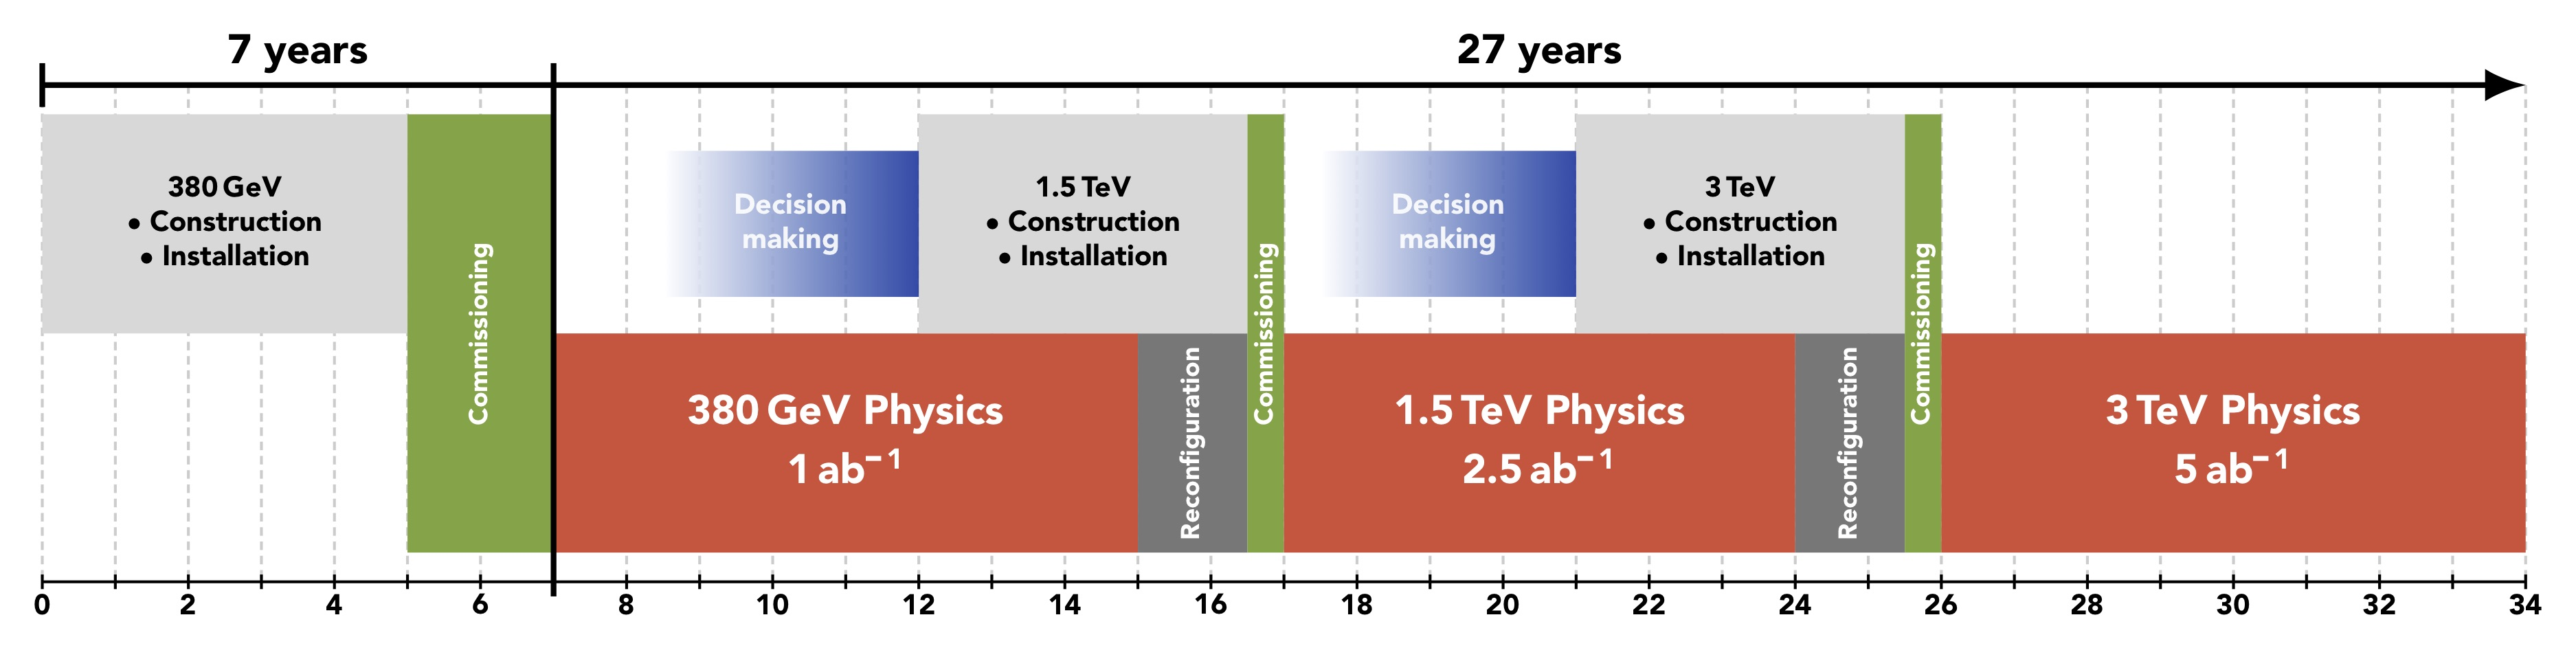 7 years
27 years
380 GeV
• Construction
• Installation
Commissioning
Decision
making
1.5 TeV
• Construction
• Installation
Commissioning
Decision
making
3 TeV
• Construction
• Installation
Commissioning
380 GeV Physics
1 ab⁻¹
Reconfiguration
1.5 TeV Physics
2.5 ab⁻¹
Reconfiguration
3 TeV Physics
5 ab⁻¹
0 2 4 6 8 10 12 14 16 18 20 22 24 26 28 30 32 34